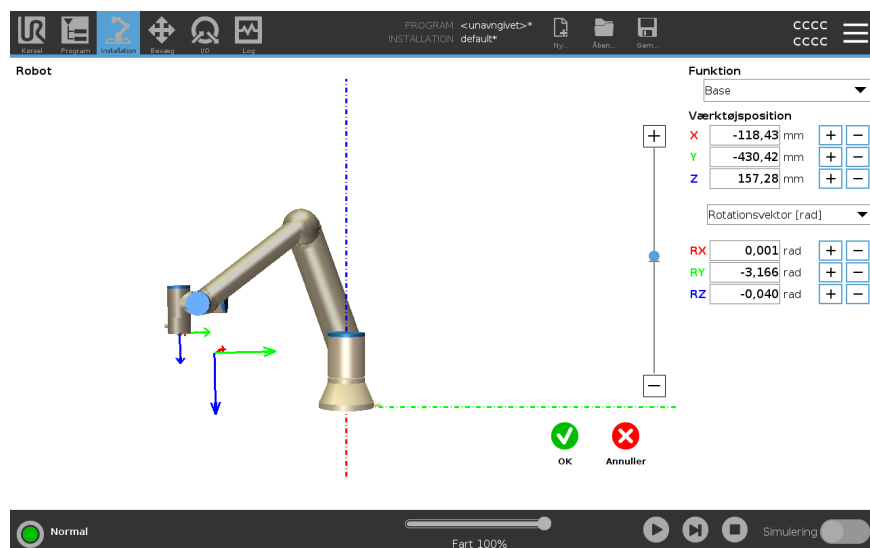 PROGRAM <unavngivet>*
INSTALLATION default*
CCCC
CCCC
Kørsel Program Installation Bevæg I/O Log Ny... Åben... Gem...
Robot
Funktion
Base
Værktøjsposition
X -118,43 mm + −
Y -430,42 mm + −
Z 157,28 mm + −
Rotationsvektor [rad]
RX 0,001 rad + −
RY -3,166 rad + −
RZ -0,040 rad + −
OK Annuller
Normal
Fart 100%
Simulering